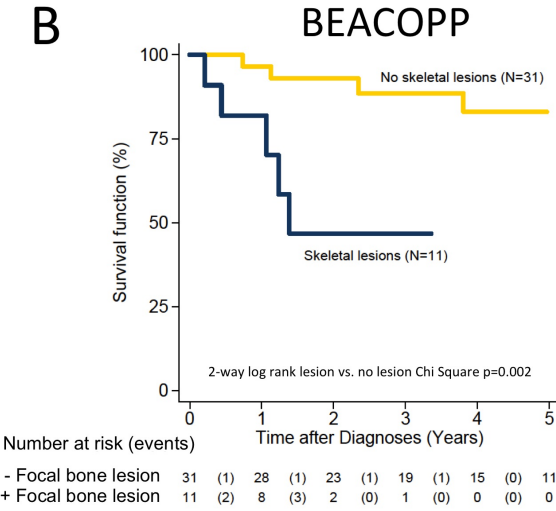 B
BEACOPP
Survival function (%)
100
75
50
25
0
No skeletal lesions (N=31)
Skeletal lesions (N=11)
2-way log rank lesion vs. no lesion Chi Square p=0.002
0 1 2 3 4 5
Time after Diagnoses (Years)
Number at risk (events)
- Focal bone lesion 31 (1) 28 (1) 23 (1) 19 (1) 15 (0) 11
+ Focal bone lesion 11 (2) 8 (3) 2 (0) 1 (0) 0 (0) 0